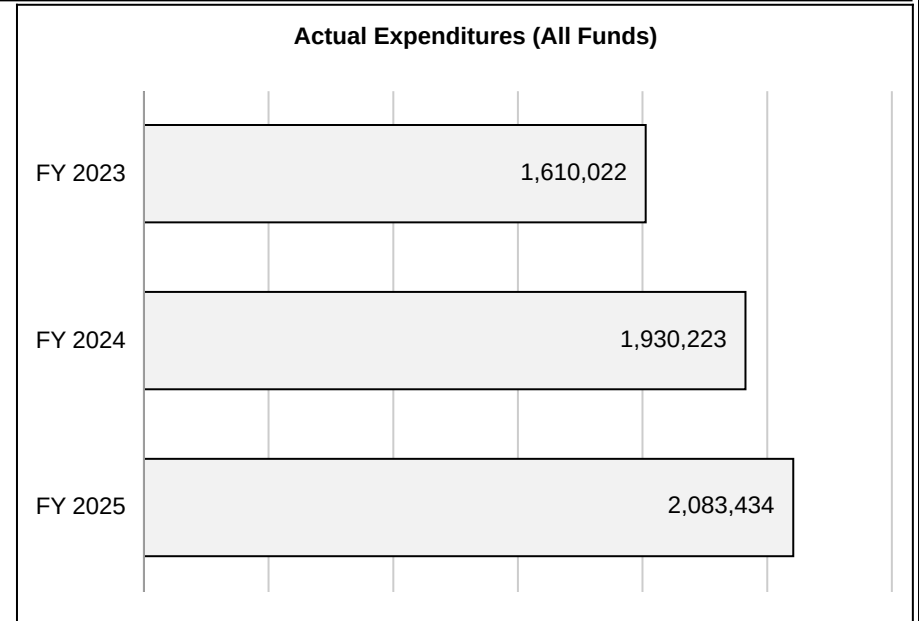 Actual Expenditures (All Funds)
FY 2023 1,610,022
FY 2024 1,930,223
FY 2025 2,083,434